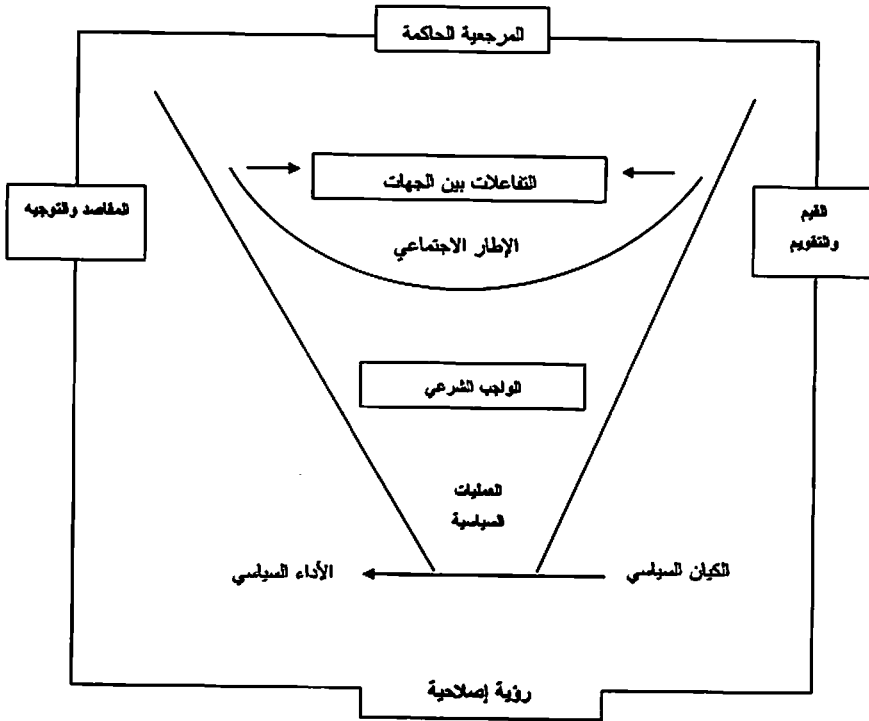 المرجعية الحاكمة
التفاعلات بين الجهات
القيم
والتقويم
المقاصد والتوجيه
الإطار الاجتماعي
الواجب الشرعي
العمليات
السياسية
الكيان السياسي
الأداء السياسي
رؤية إصلاحية